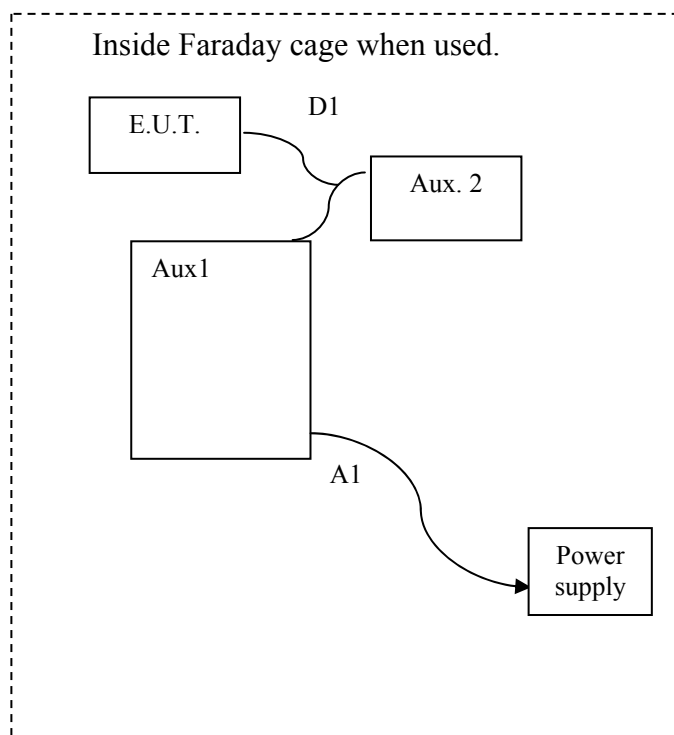 Inside Faraday cage when used.
D1
E.U.T.
Aux. 2
Aux1
A1
Power
supply